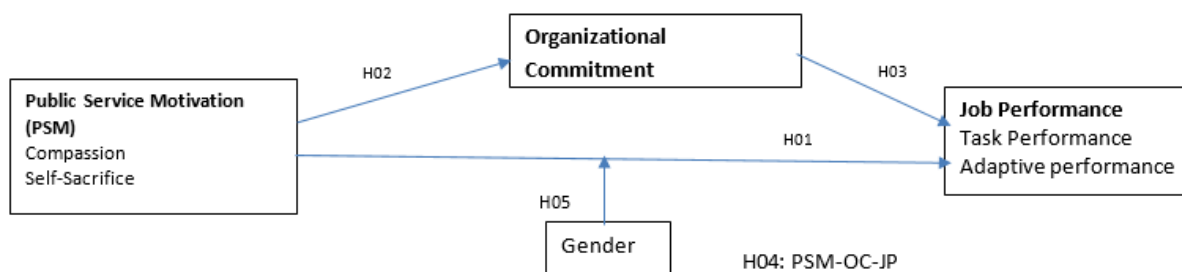 Organizational
Commitment
H02
H03
Public Service Motivation
(PSM)
Compassion
Self-Sacrifice
Job Performance
Task Performance
Adaptive performance
H01
H05
Gender
H04: PSM-OC-JP